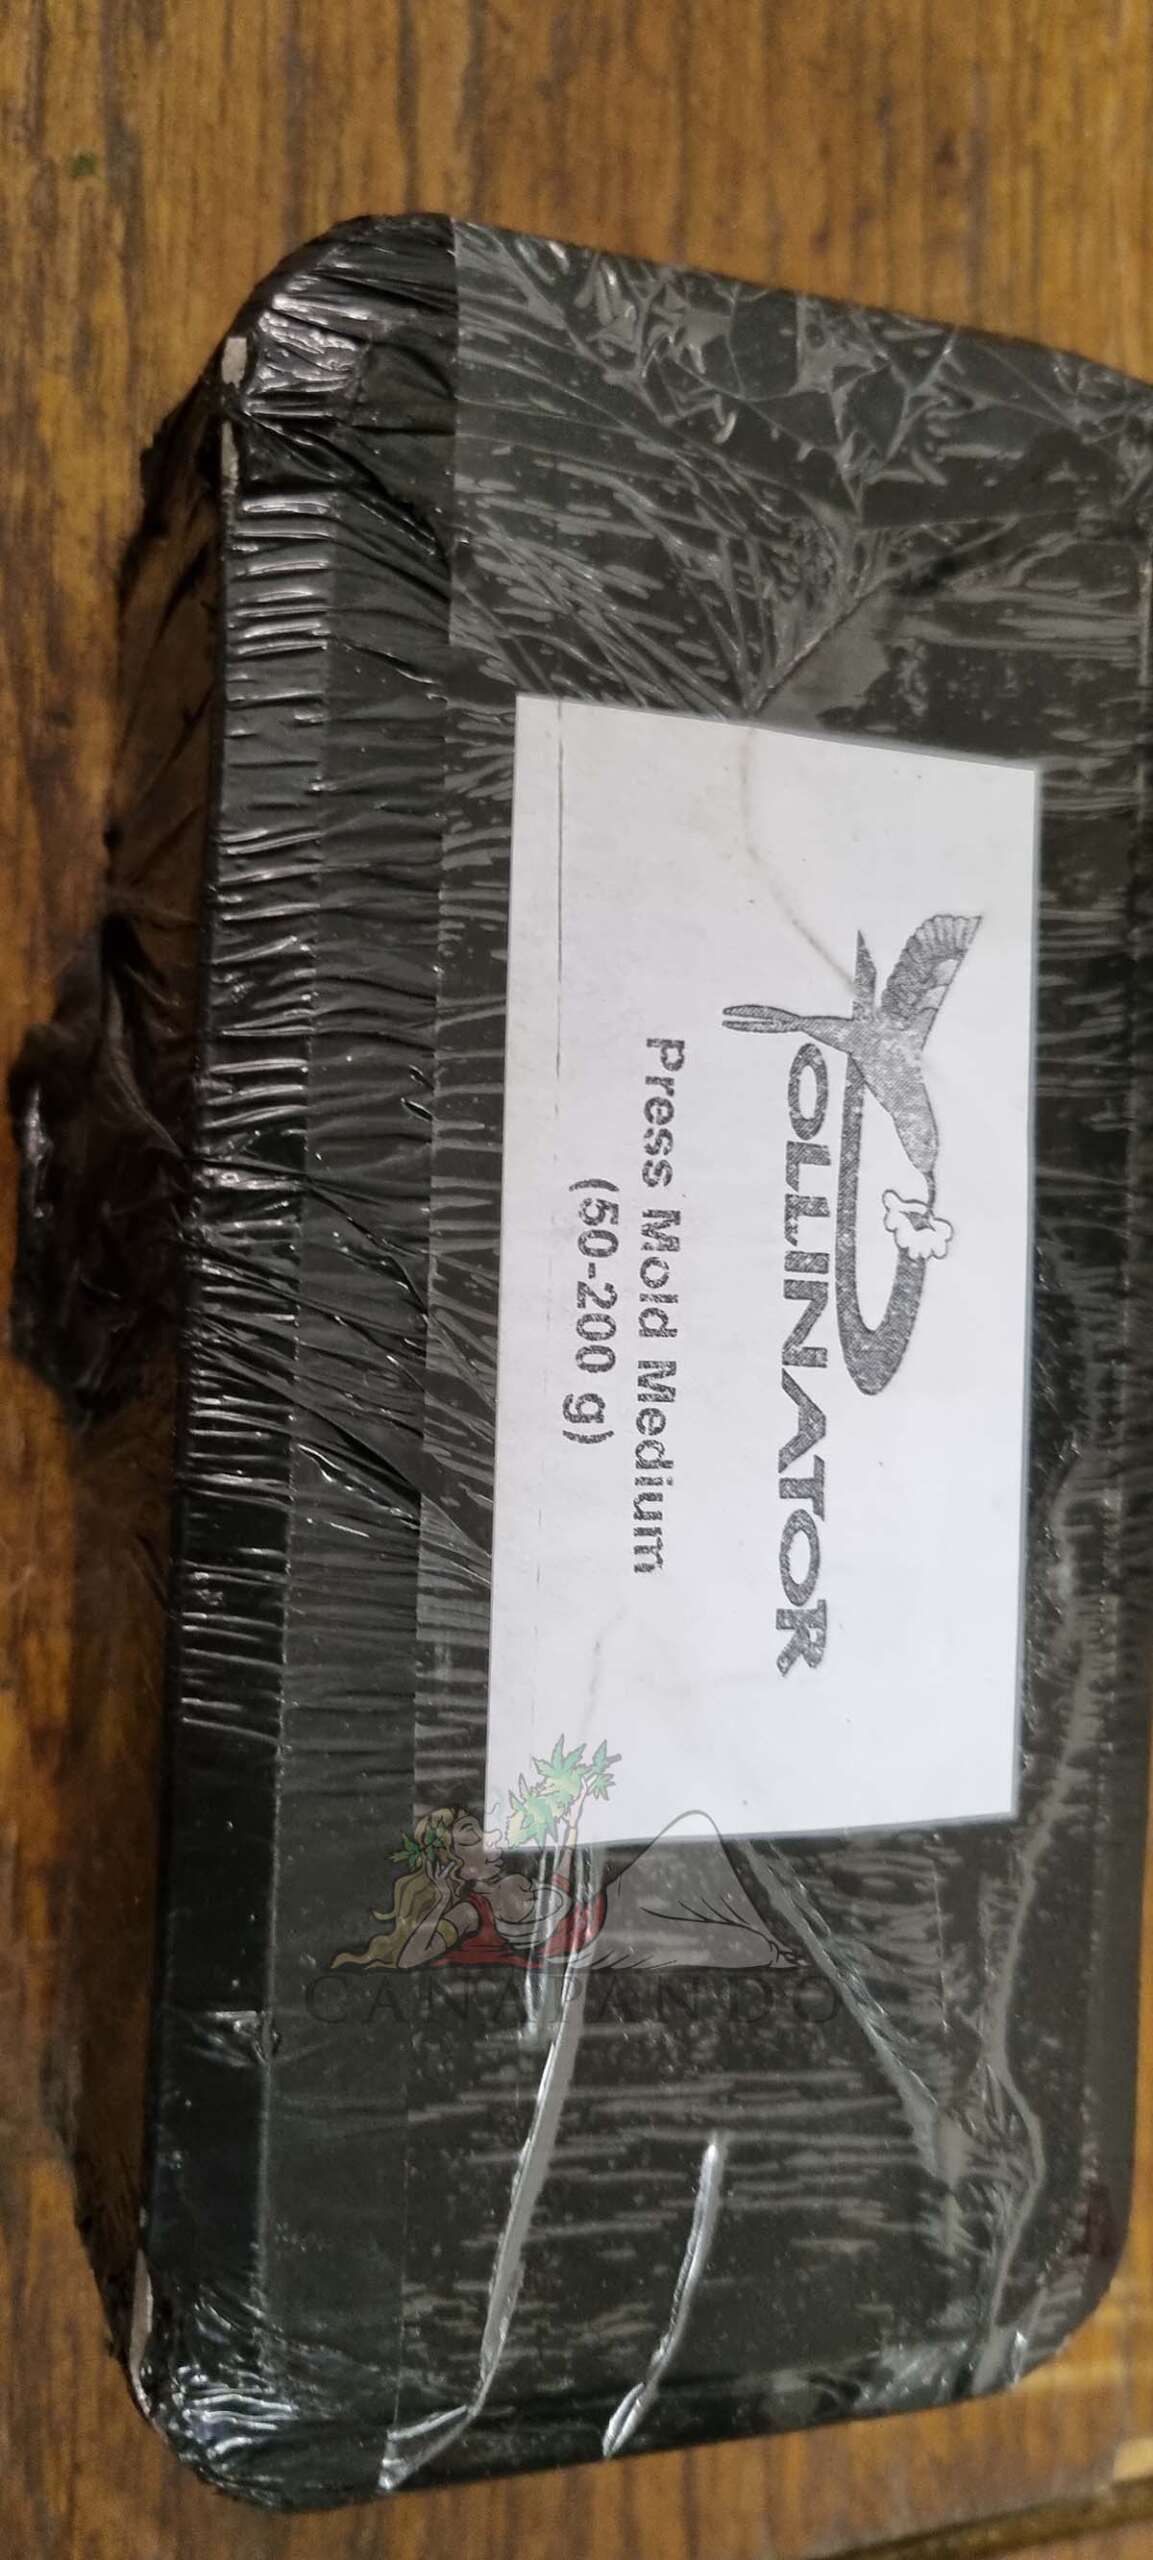 POLLINATOR
Press Mold Medium
(50-200 g)
CANAPANDO